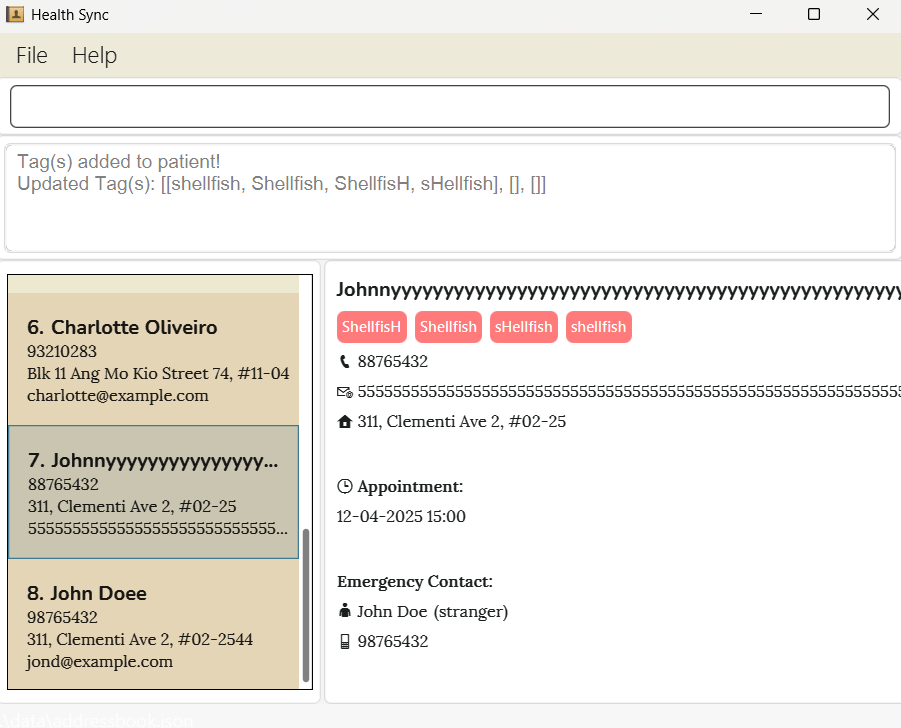 Health Sync
File Help
Tag(s) added to patient!
Updated Tag(s): [[shellfish, Shellfish, ShellfisH, sHellfish], [], []]
6. Charlotte Oliveiro
93210283
Blk 11 Ang Mo Kio Street 74, #11-04
charlotte@example.com
7. Johnnyyyyyyyyyyyyyyy...
88765432
311, Clementi Ave 2, #02-25
555555555555555555555555555555...
8. John Doee
98765432
311, Clementi Ave 2, #02-2544
jond@example.com
ShellfisH Shellfish sHellfish shellfish
88765432
311, Clementi Ave 2, #02-25
Appointment:
12-04-2025 15:00
Emergency Contact:
John Doe (stranger)
98765432
\data\addressbook.json